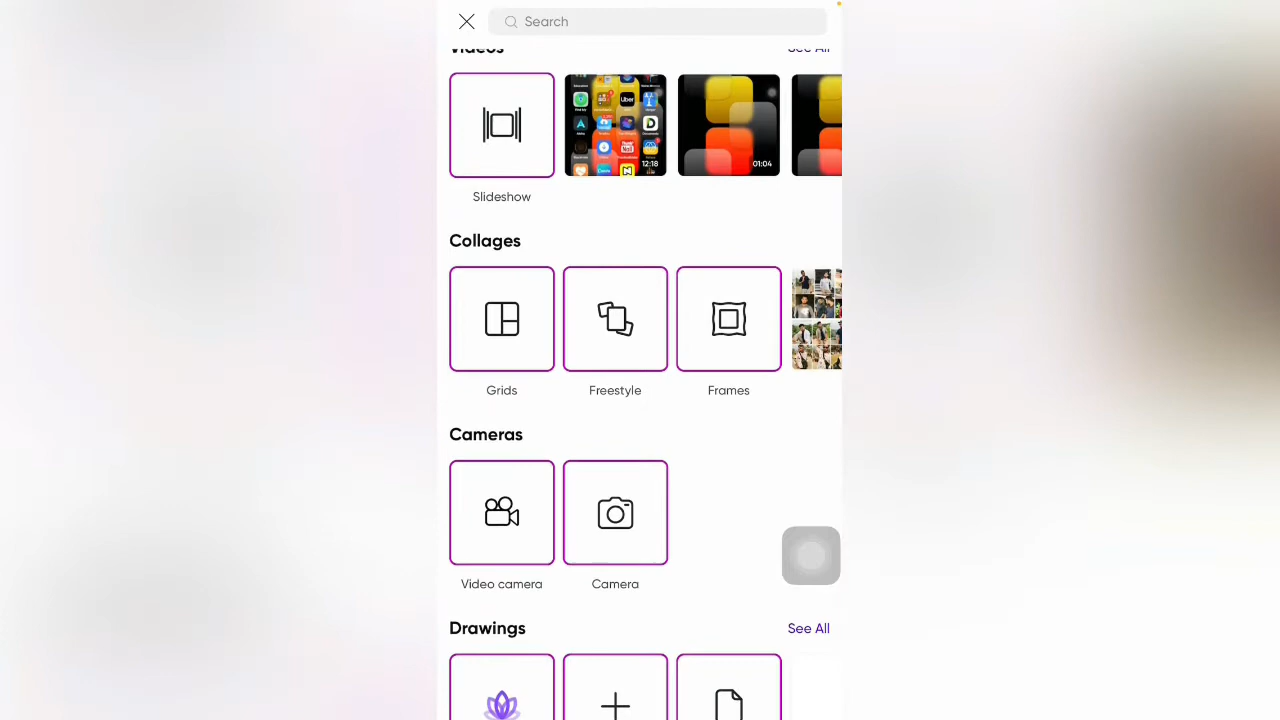 Search
Videos
See All
Uber
12:18
01:04
Slideshow
Collages
Grids
Freestyle
Frames
Cameras
Video camera
Camera
Drawings
See All